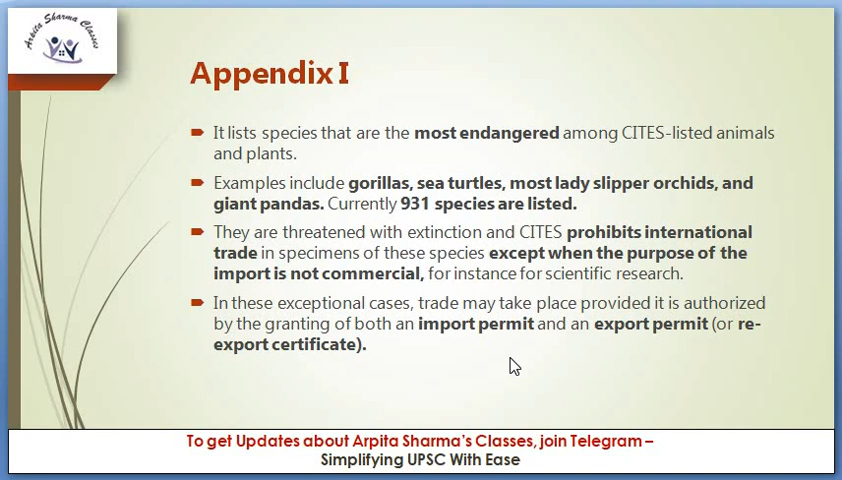 Arpita Sharma Classes
Appendix I
It lists species that are the most endangered among CITES-listed animals
and plants.
Examples include gorillas, sea turtles, most lady slipper orchids, and
giant pandas. Currently 931 species are listed.
They are threatened with extinction and CITES prohibits international
trade in specimens of these species except when the purpose of the
import is not commercial, for instance for scientific research.
In these exceptional cases, trade may take place provided it is authorized
by the granting of both an import permit and an export permit (or re-
export certificate).
To get Updates about Arpita Sharma's Classes, join Telegram –
Simplifying UPSC With Ease